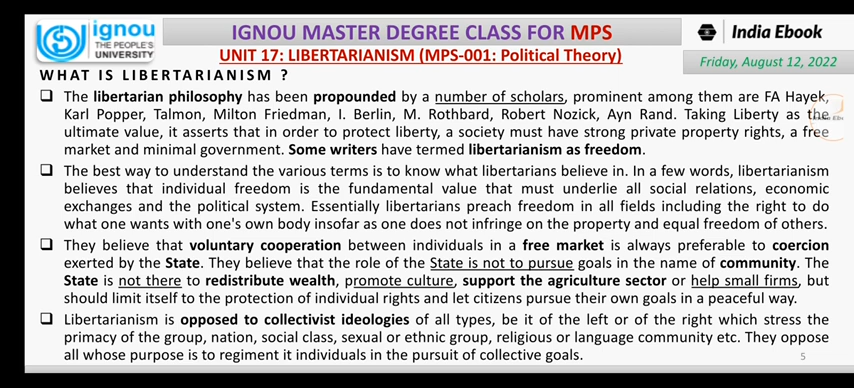 ignou
THE PEOPLE'S
UNIVERSITY
IGNOU MASTER DEGREE CLASS FOR MPS
UNIT 17: LIBERTARIANISM (MPS-001: Political Theory)
India Ebook
Friday, August 12, 2022
WHAT IS LIBERTARIANISM ?
❑ The libertarian philosophy has been propounded by a number of scholars, prominent among them are FA Hayek,
Karl Popper, Talmon, Milton Friedman, I. Berlin, M. Rothbard, Robert Nozick, Ayn Rand. Taking Liberty as the
ultimate value, it asserts that in order to protect liberty, a society must have strong private property rights, a free
market and minimal government. Some writers have termed libertarianism as freedom.
❑ The best way to understand the various terms is to know what libertarians believe in. In a few words, libertarianism
believes that individual freedom is the fundamental value that must underlie all social relations, economic
exchanges and the political system. Essentially libertarians preach freedom in all fields including the right to do
what one wants with one's own body insofar as one does not infringe on the property and equal freedom of others.
❑ They believe that voluntary cooperation between individuals in a free market is always preferable to coercion
exerted by the State. They believe that the role of the State is not to pursue goals in the name of community. The
State is not there to redistribute wealth, promote culture, support the agriculture sector or help small firms, but
should limit itself to the protection of individual rights and let citizens pursue their own goals in a peaceful way.
❑ Libertarianism is opposed to collectivist ideologies of all types, be it of the left or of the right which stress the
primacy of the group, nation, social class, sexual or ethnic group, religious or language community etc. They oppose
all whose purpose is to regiment it individuals in the pursuit of collective goals.
5